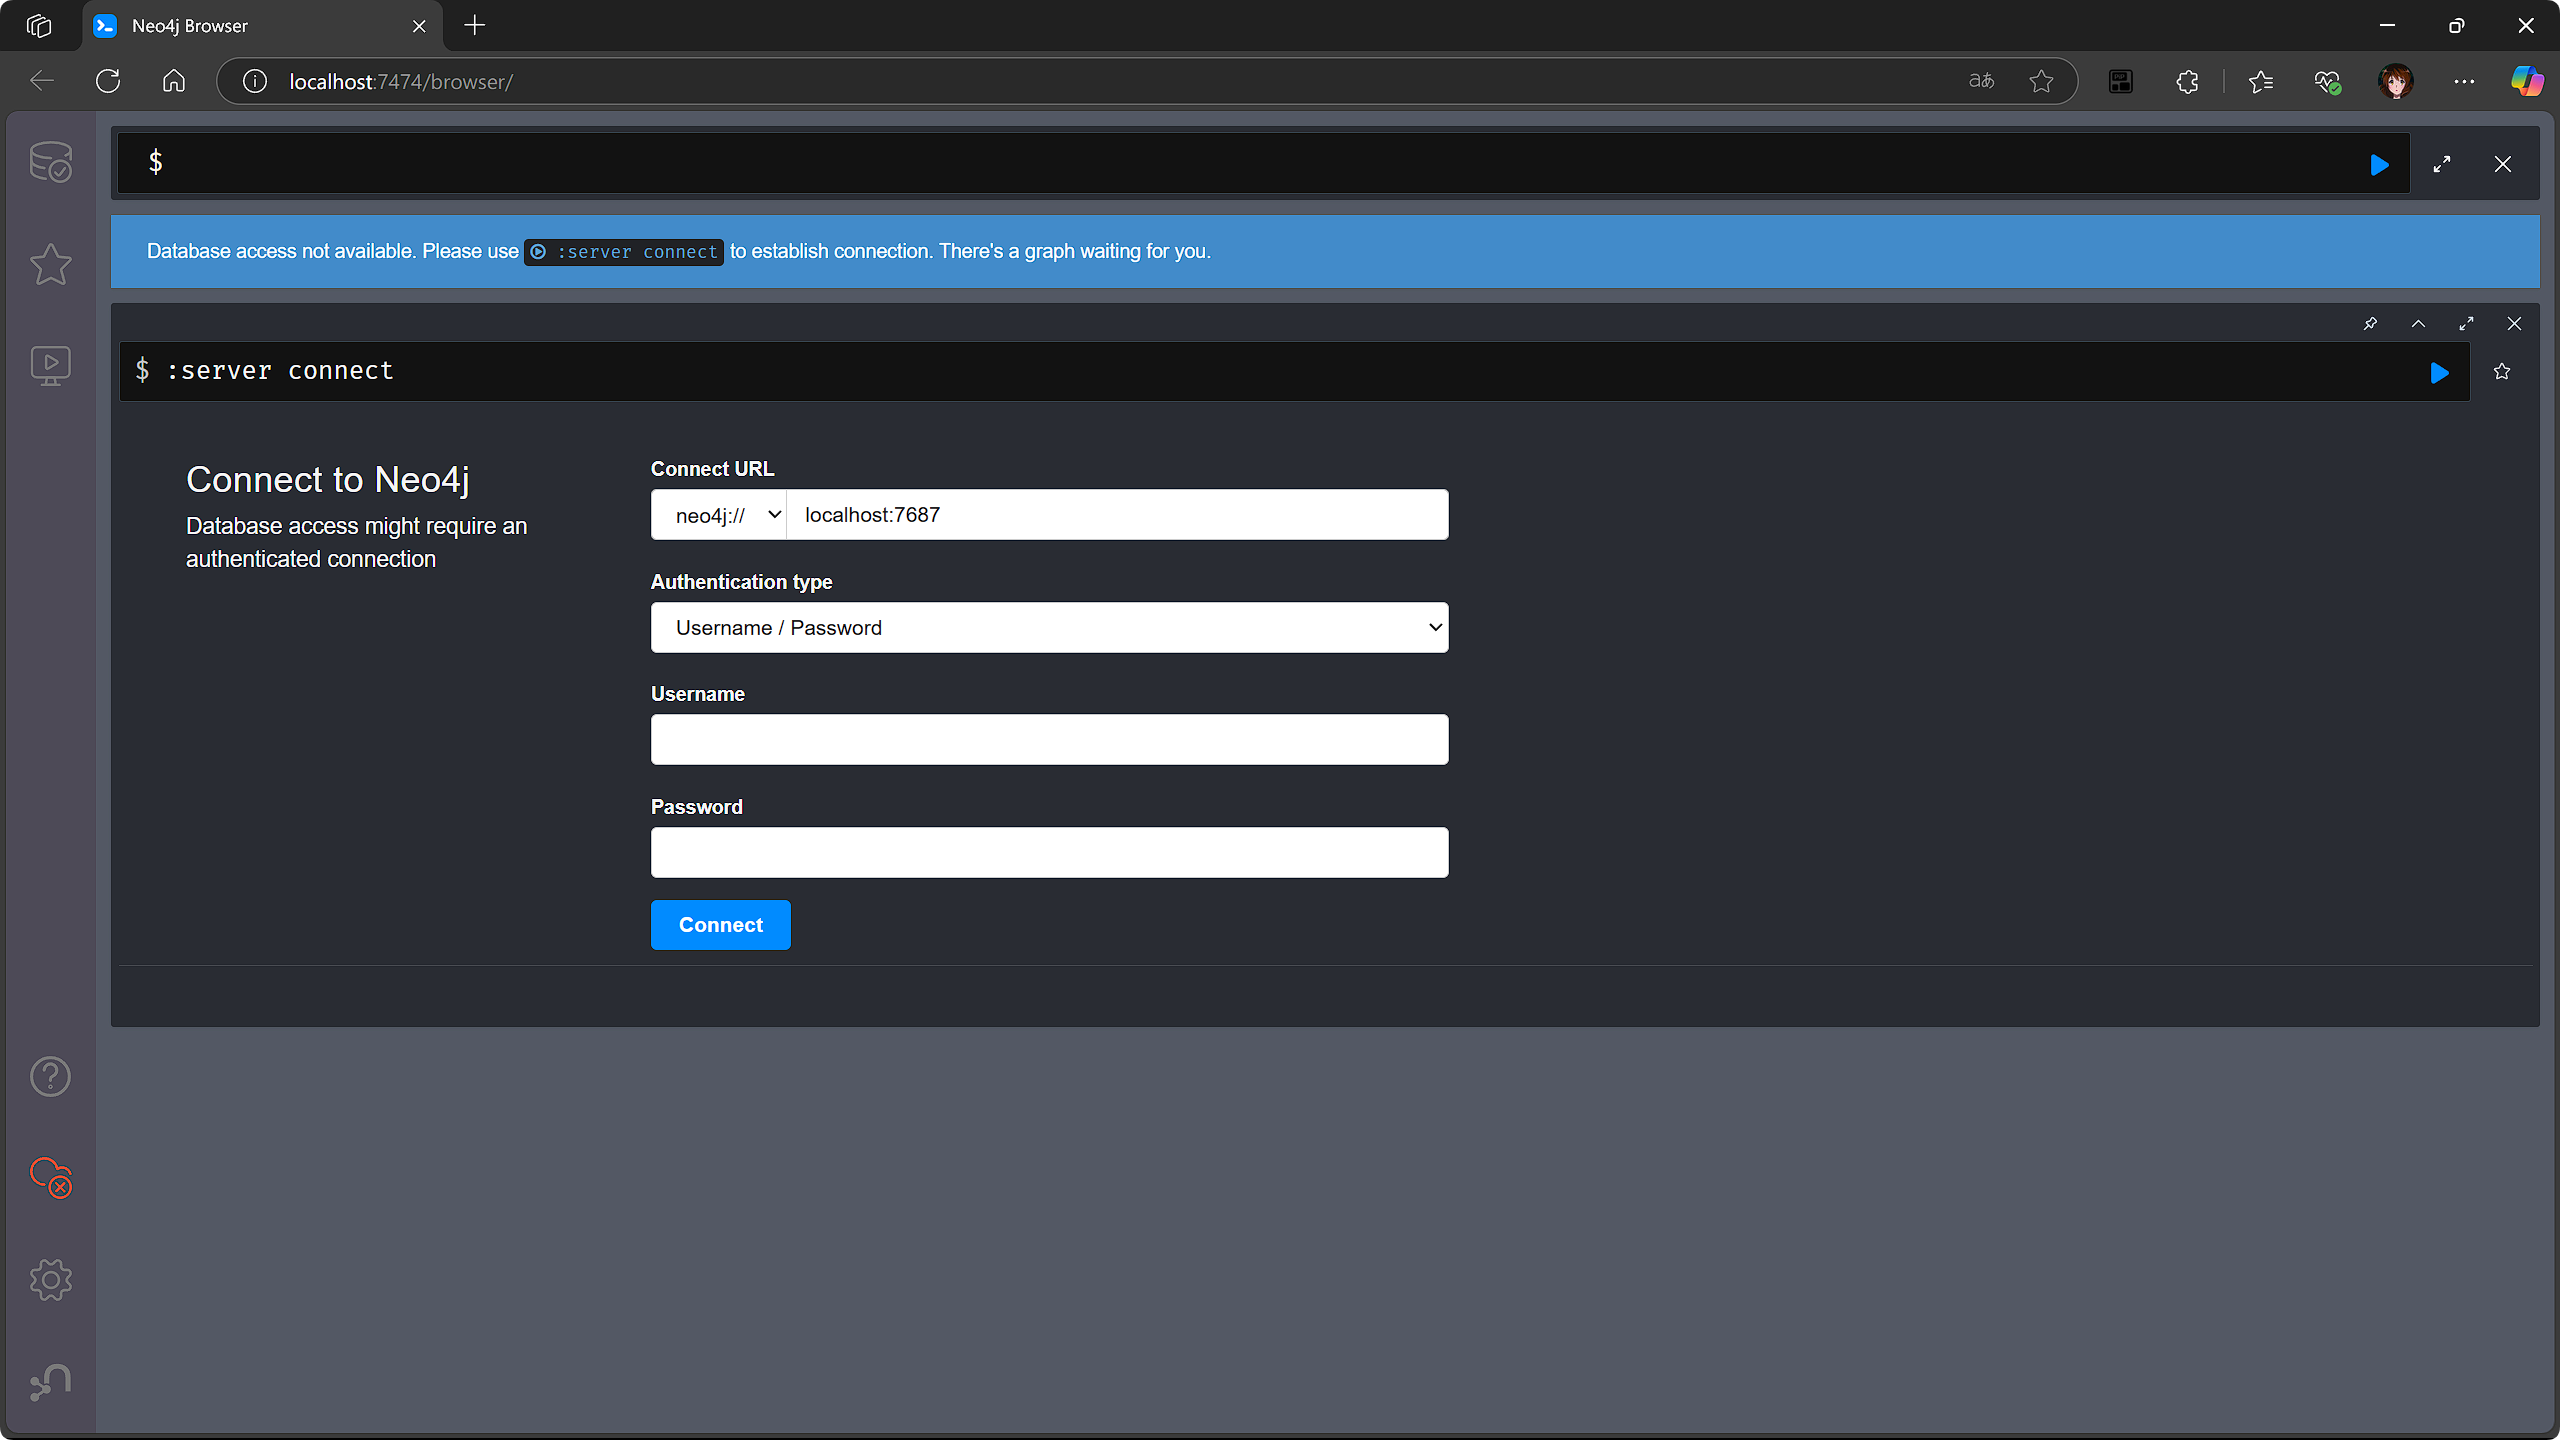 Neo4j Browser
localhost:7474/browser/
aあ
$
Database access not available. Please use :server connect to establish connection. There's a graph waiting for you.
$ :server connect
Connect to Neo4j
Database access might require an
authenticated connection
Connect URL
neo4j:// localhost:7687
Authentication type
Username / Password
Username
Password
Connect